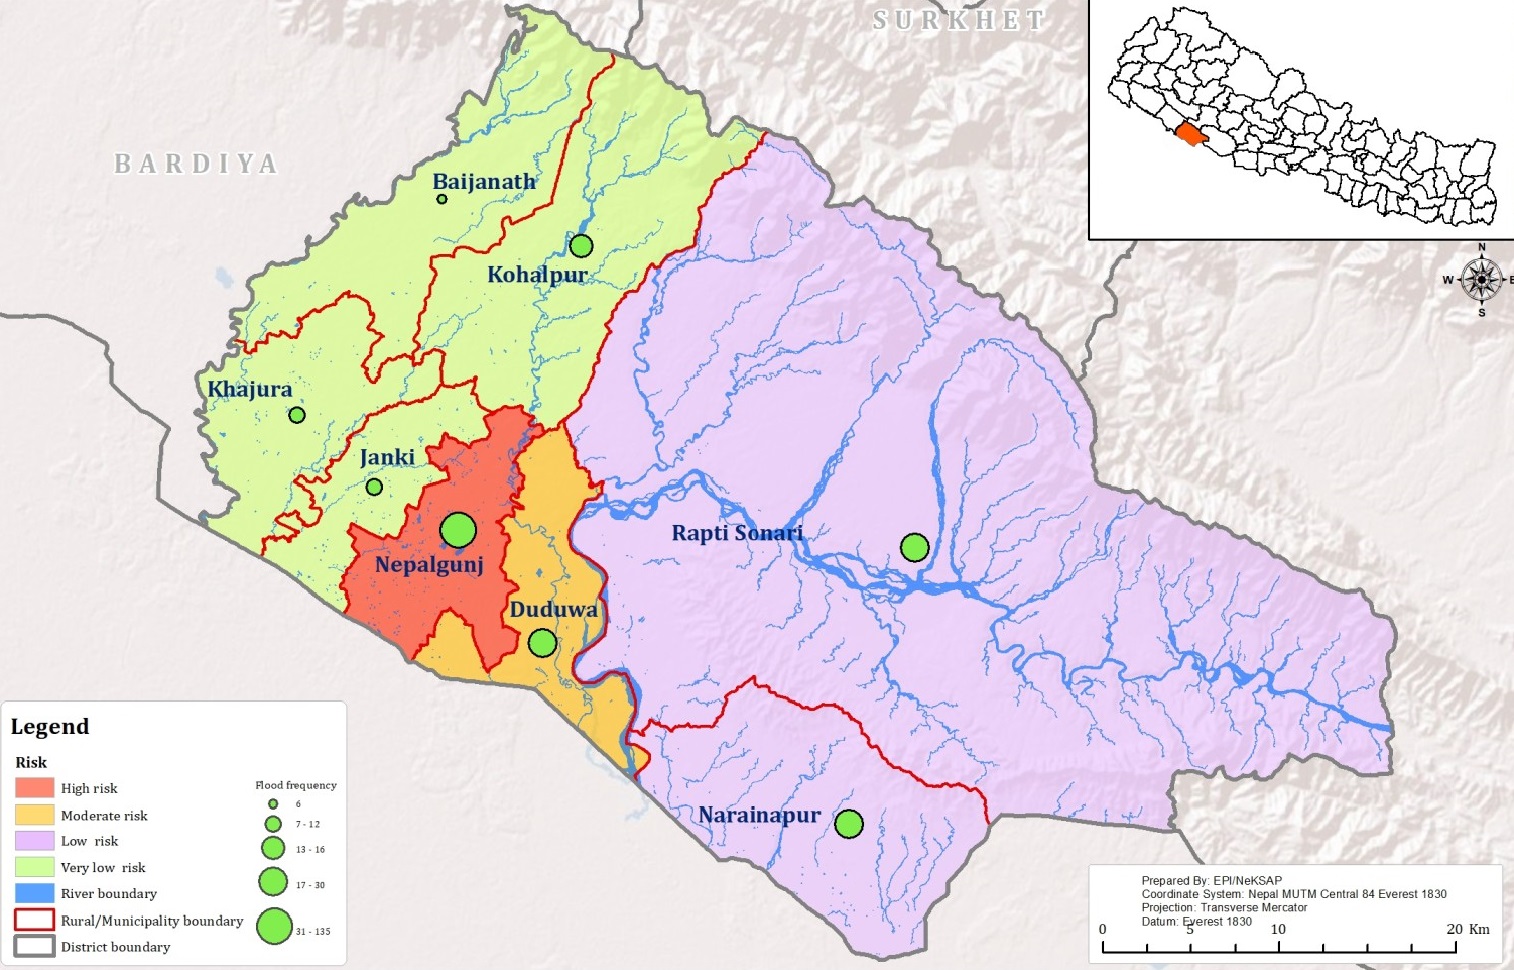 SURKHET
BARDIYA
Baijanath
Kohalpur
Khajura
Janki
Nepalgunj
Duduwa
Rapti Sonari
Narainapur
N
W
E
S
Legend
Risk
High risk
Moderate risk
Low risk
Very low risk
River boundary
Rural/Municipality boundary
District boundary
Flood frequency
6
7 - 12
13 - 16
17 - 30
31 - 135
Prepared By: EPI/NeKSAP
Coordinate System: Nepal MUTM Central 84 Everest 1830
Projection: Transverse Mercator
Datum: Everest 1830
0 5 10 20 Km